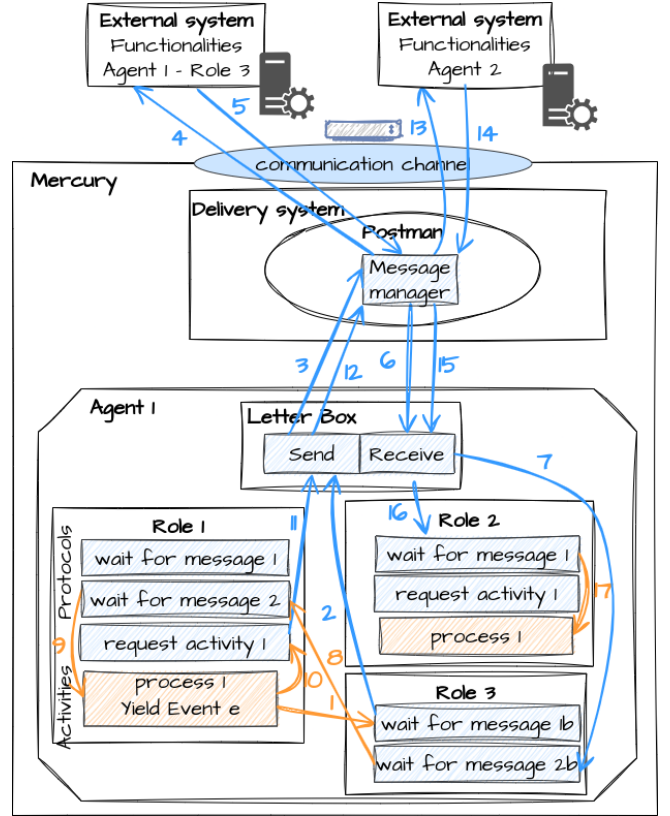 External system
Functionalities
Agent 1 - Role 3
External system
Functionalities
Agent 2
5
4
13
14
communication channel
Mercury
Delivery system
Postman
Message
manager
3
12
6
15
Agent 1
Letter Box
Send
Receive
7
11
16
Role 1
Protocols
wait for message 1
wait for message 2
request activity 1
9
Activities
process 1
Yield Event e
10
2
8
1
Role 2
wait for message 1
request activity 1
process 1
17
Role 3
wait for message 1b
wait for message 2b